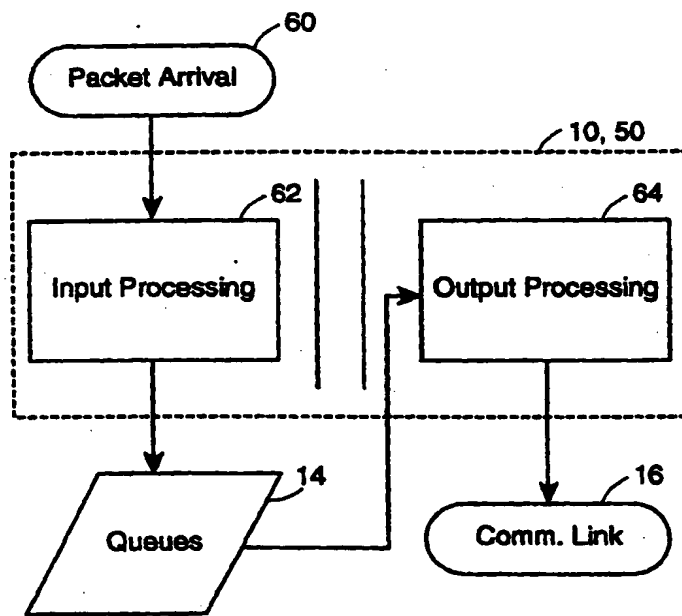 60
Packet Arrival
10, 50
62
64
Input Processing
Output Processing
14
16
Queues
Comm. Link